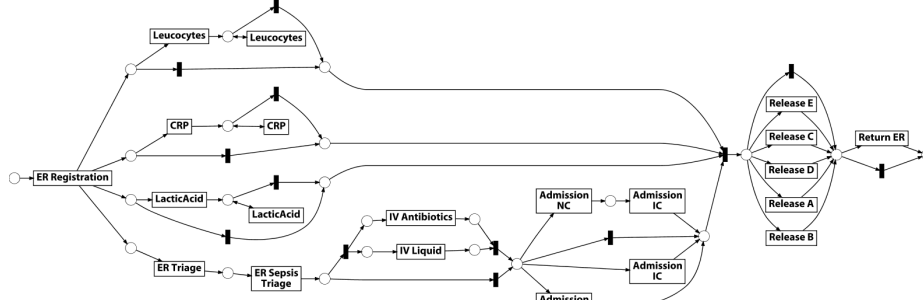 Leucocytes
Leucocytes
CRP
CRP
ER Registration
LacticAcid
LacticAcid
ER Triage
ER Sepsis
Triage
IV Antibiotics
IV Liquid
Admission
NC
Admission
IC
Admission
IC
Admission
Release E
Release C
Release D
Release A
Release B
Return ER